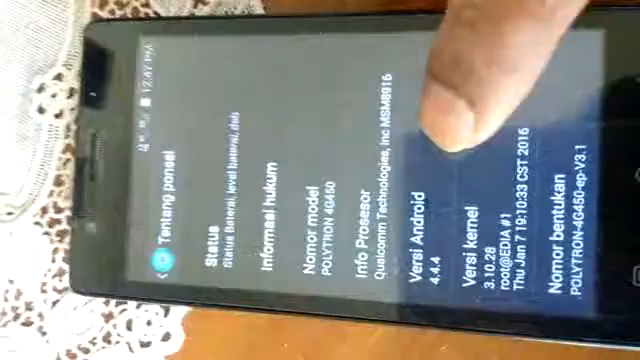 12:47 PM
Tentang ponsel
Status
Status Baterai, level baterai, dsb
Informasi hukum
Nomor model
POLYTRON 4G450
Info Prosesor
Qualcomm Technologies, Inc MSM8916
Versi Android
4.4.4
Versi kernel
3.10.28
root@EDIA #1
Thu Jan 7 19:10:33 CST 2016
Nomor bentukan
POLYTRON-4G450-ep-V3.1